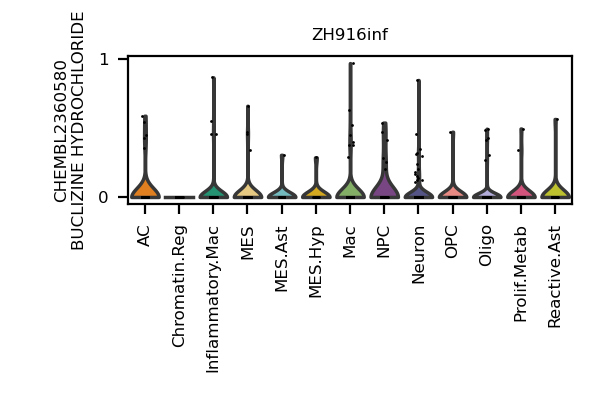 ZH916inf
CHEMBL2360580
BUCLIZINE HYDROCHLORIDE
1
0
AC
Chromatin.Reg
Inflammatory.Mac
MES
MES.Ast
MES.Hyp
Mac
NPC
Neuron
OPC
Oligo
Prolif.Metab
Reactive.Ast